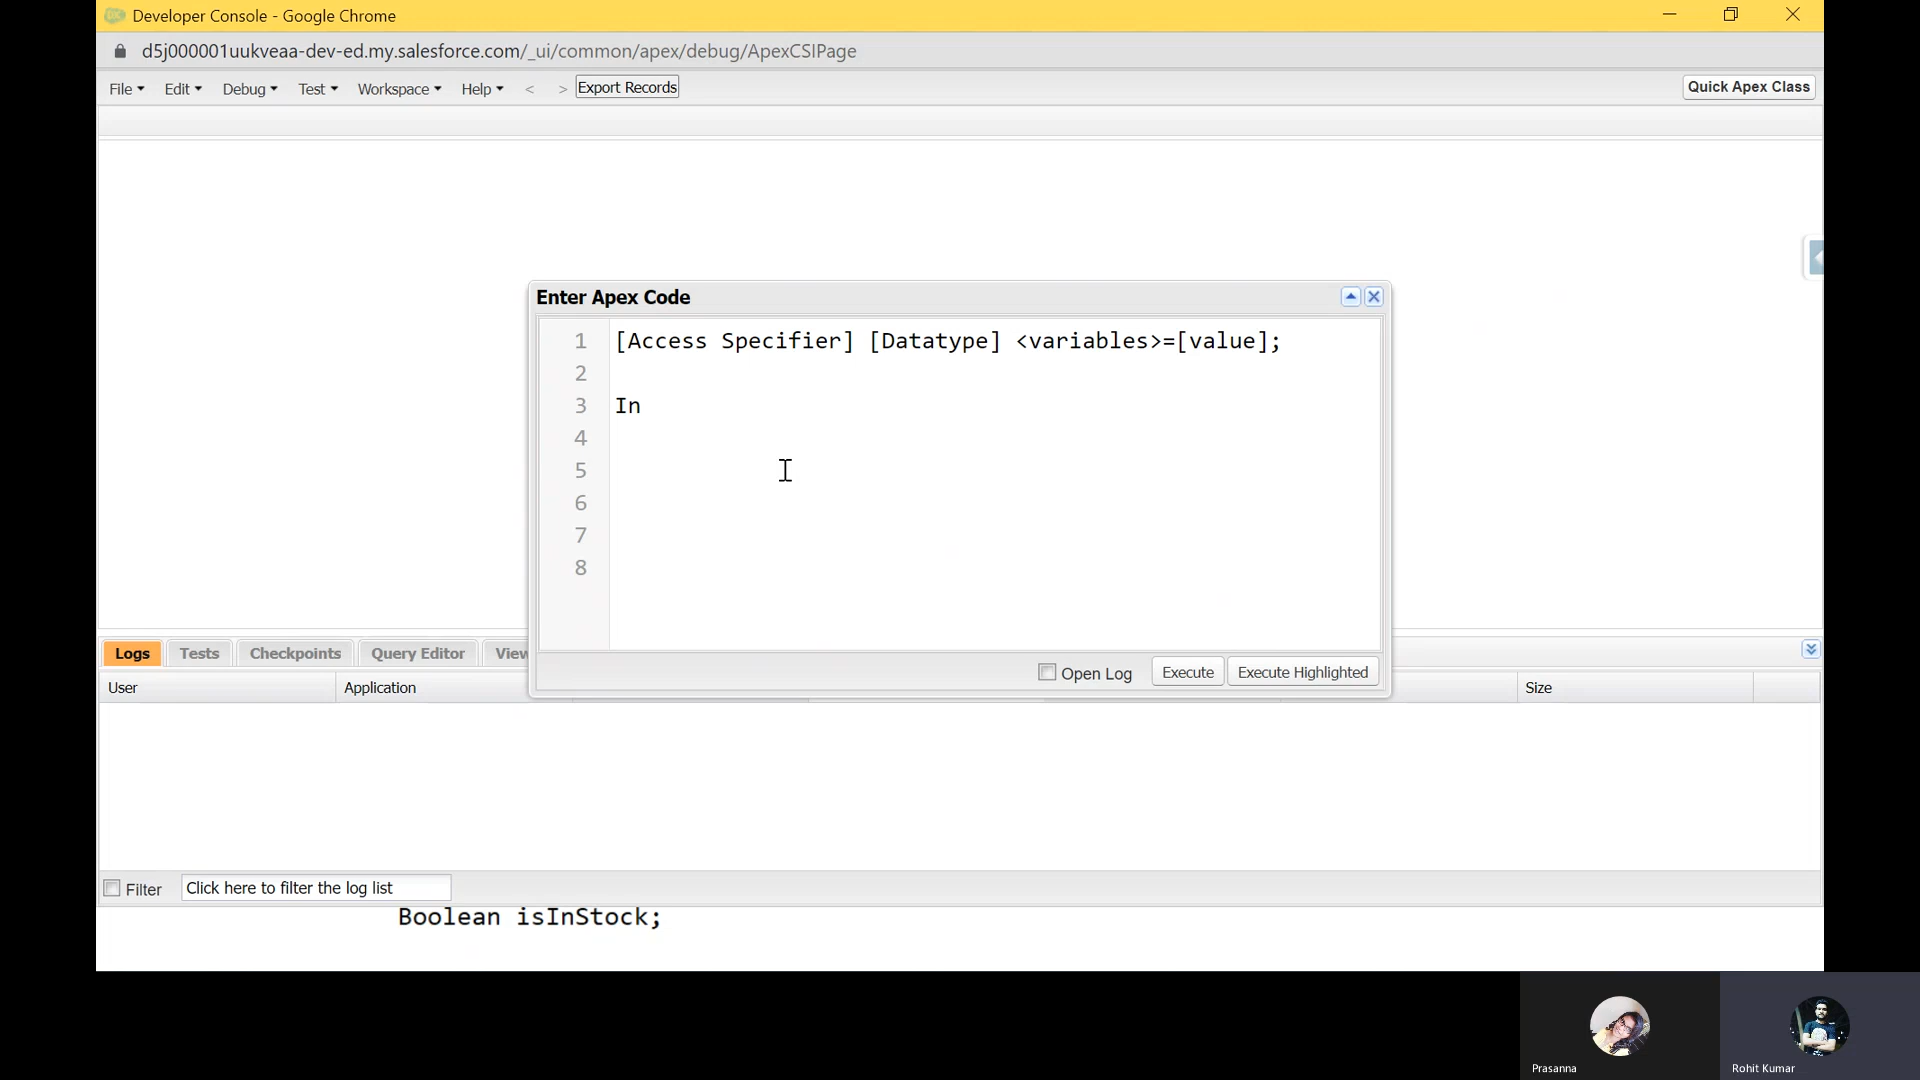 Developer Console - Google Chrome
d5j000001uukveaa-dev-ed.my.salesforce.com/_ui/common/apex/debug/ApexCSIPage
File Edit Debug Test Workspace Help < > Export Records Quick Apex Class
Enter Apex Code
1 [Access Specifier] [Datatype] <variables>=[value];
2
3 In
4
5
6
7
8
Open Log Execute Execute Highlighted
Logs Tests Checkpoints Query Editor View
User Application Size
Filter Click here to filter the log list
Boolean isInStock;
Prasanna Rohit Kumar